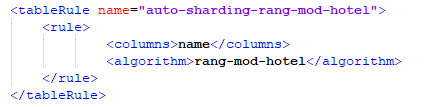 <tableRule name="auto-sharding-rang-mod-hotel">
<rule>
<columns>name</columns>
<algorithm>rang-mod-hotel</algorithm>
</rule>
</tableRule>